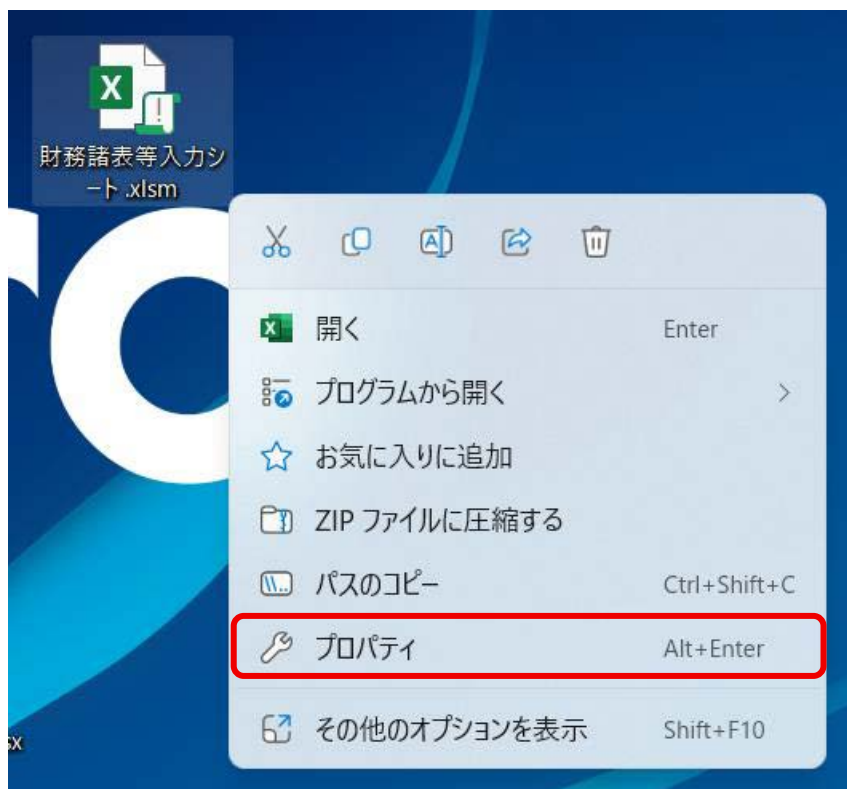 財務諸表等入力シ
ート .xlsm
開く Enter
プログラムから開く
お気に入りに追加
ZIP ファイルに圧縮する
パスのコピー Ctrl+Shift+C
プロパティ Alt+Enter
その他のオプションを表示 Shift+F10
sx